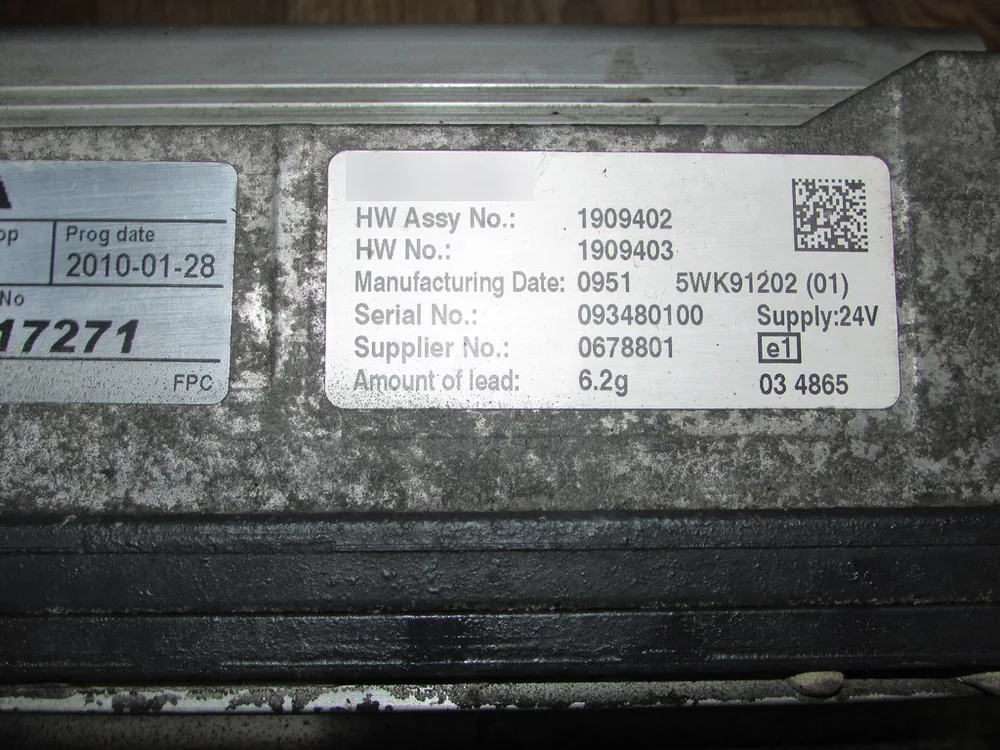 A
Prog date
2010-01-28
No
17271
FPC
HW Assy No.: 1909402
HW No.: 1909403
Manufacturing Date: 0951 5WK91202 (01)
Serial No.: 093480100 Supply:24V
Supplier No.: 0678801 e1
Amount of lead: 6.2g 03 4865